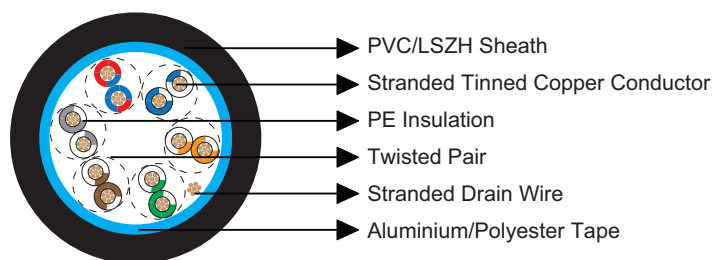 PVC/LSZH Sheath
Stranded Tinned Copper Conductor
PE Insulation
Twisted Pair
Stranded Drain Wire
Aluminium/Polyester Tape